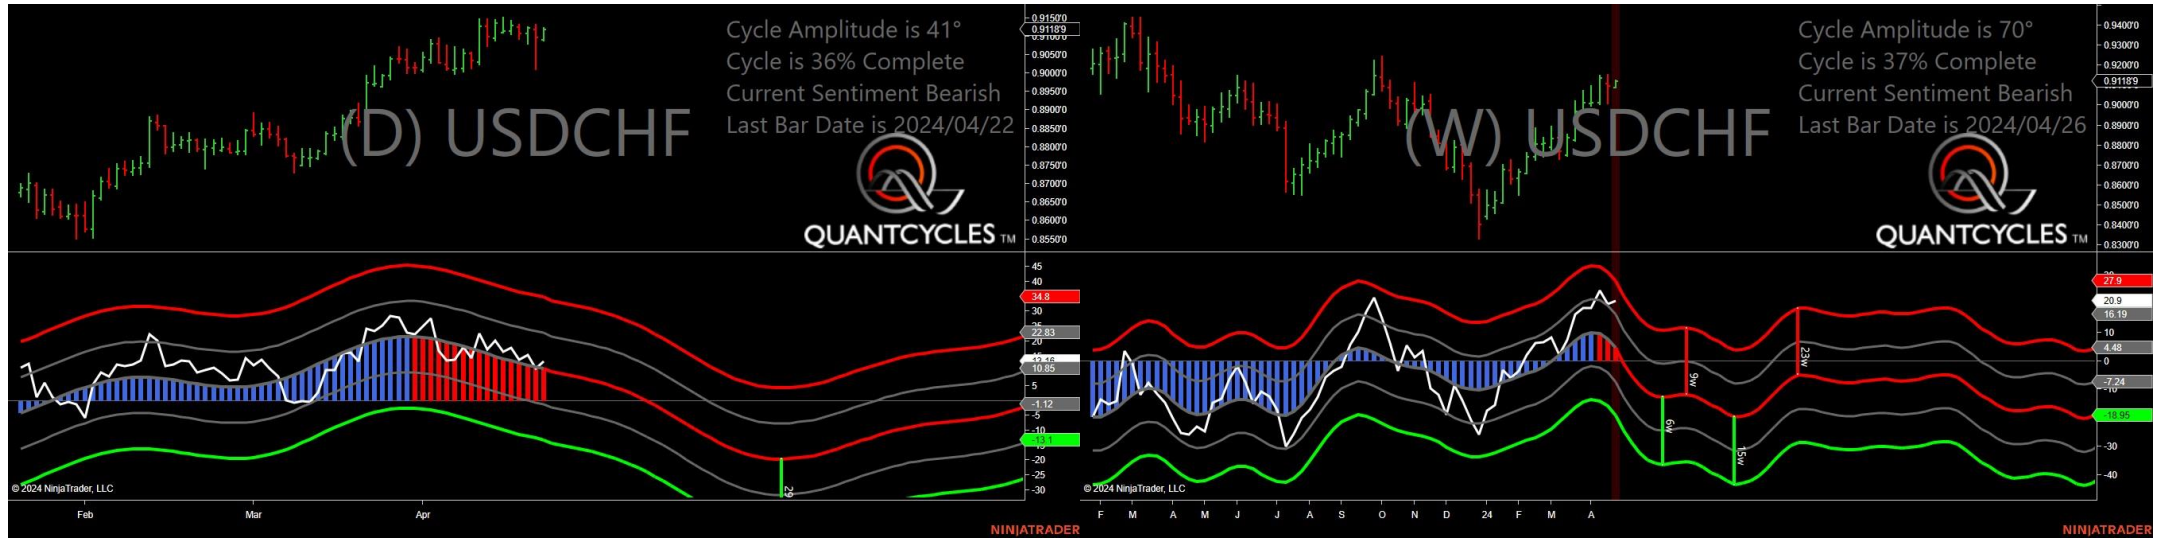 Cycle Amplitude is 41°
Cycle is 36% Complete
Current Sentiment Bearish
Last Bar Date is 2024/04/22
(D) USDCHF
QUANTCYCLES TM
0.9150'0
0.9118'9
0.9100'0
0.9050'0
0.9000'0
0.8950'0
0.8900'0
0.8850'0
0.8800'0
0.8750'0
0.8700'0
0.8650'0
0.8600'0
0.8550'0
45
40
34.8
30
22.83
20
13.16
10.85
5
-1.12
-5
-10
-13.1
-20
-25
-30
29
© 2024 NinjaTrader, LLC
Feb Mar Apr
NINJATRADER
Cycle Amplitude is 70°
Cycle is 37% Complete
Current Sentiment Bearish
Last Bar Date is 2024/04/26
(W) USDCHF
QUANTCYCLES TM
0.9400'0
0.9300'0
0.9200'0
0.9118'9
0.9000'0
0.8900'0
0.8800'0
0.8700'0
0.8600'0
0.8500'0
0.8400'0
0.8300'0
27.9
20.9
16.19
10
4.48
0
-7.24
-18.95
-30
-40
9w
23w
6w
15w
© 2024 NinjaTrader, LLC
F M A M J J A S O N D 24 F M A
NINJATRADER